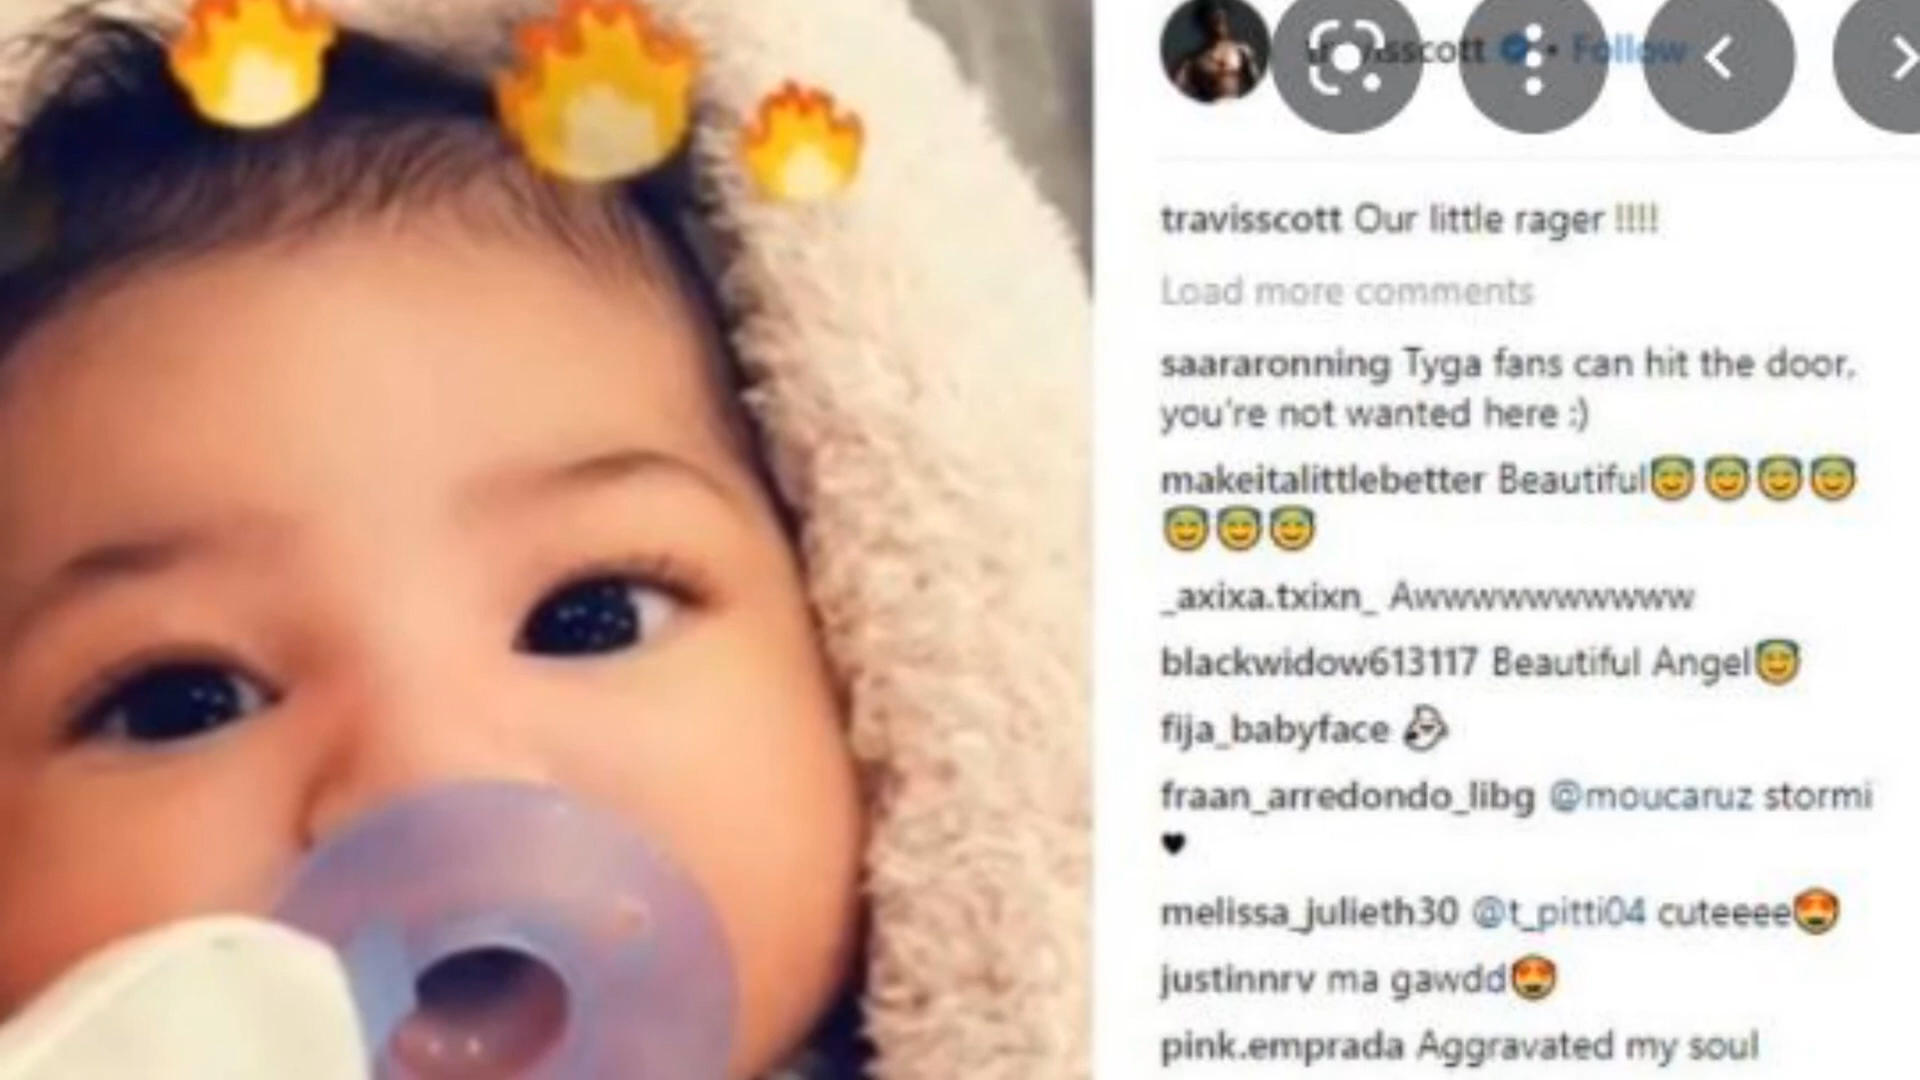 travisscott • Follow
travisscott Our little rager !!!!
Load more comments
saararonning Tyga fans can hit the door,
you're not wanted here :)
makeitalittlebetter Beautiful😇😇😇😇
😇😇😇
_axixa.txixn_ Awwwwwwwwwww
blackwidow613117 Beautiful Angel😇
fija_babyface
fraan_arredondo_libg @moucaruz stormi
♥
melissa_julieth30 @t_pitti04 cuteeee😍
justinnrv ma gawdd😍
pink.emprada Aggravated my soul